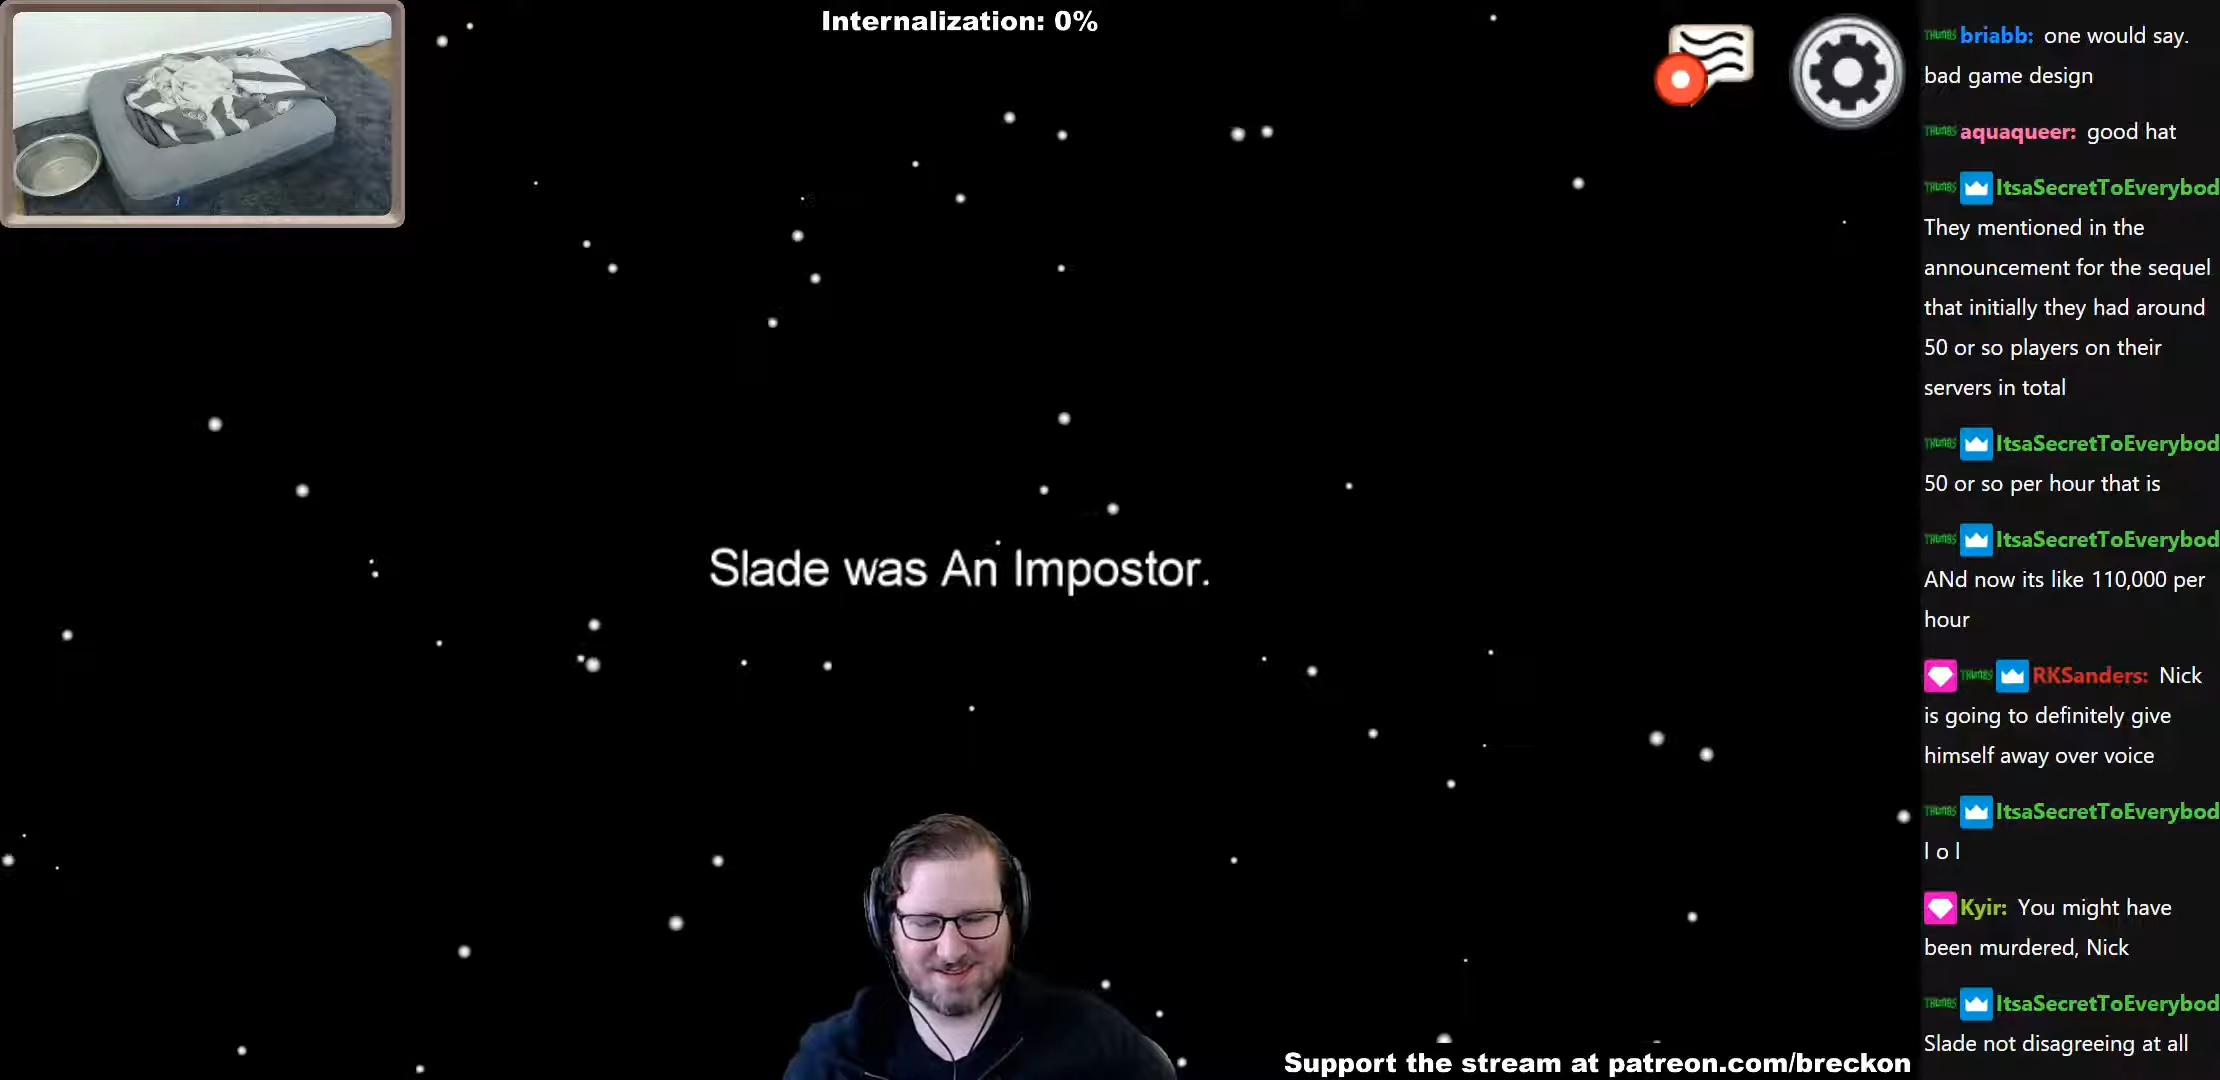 Internalization: 0%
briabb: one would say.
bad game design
aquaqueer: good hat
ItsaSecretToEverybod
They mentioned in the
announcement for the sequel
that initially they had around
50 or so players on their
servers in total
ItsaSecretToEverybod
50 or so per hour that is
ItsaSecretToEverybod
ANd now its like 110,000 per
hour
RKSanders: Nick
is going to definitely give
himself away over voice
ItsaSecretToEverybod
l o l
Kyir: You might have
been murdered, Nick
ItsaSecretToEverybod
Slade not disagreeing at all
Slade was An Impostor.
Support the stream at patreon.com/breckon